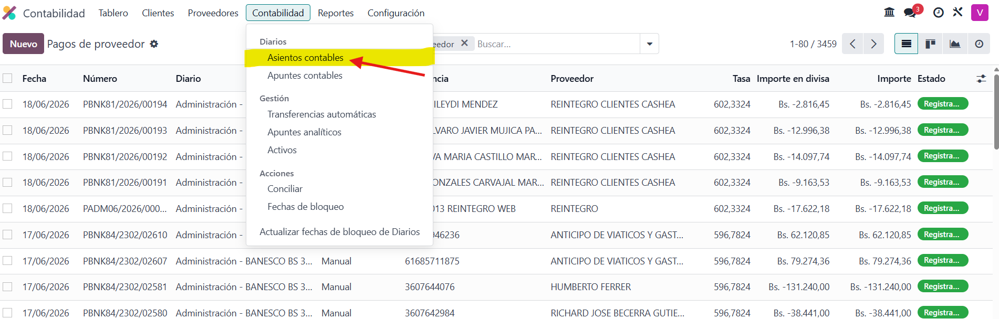 Contabilidad Tablero Clientes Proveedores Contabilidad Reportes Configuración 3 V
Nuevo Pagos de proveedor eedor Buscar... 1-80 / 3459
Diarios
Asientos contables
Apuntes contables
Gestión
Transferencias automáticas
Apuntes analíticos
Activos
Acciones
Conciliar
Fechas de bloqueo
Actualizar fechas de bloqueo de Diarios
Fecha Número Diario ncia Proveedor Tasa Importe en divisa Importe Estado
18/06/2026 PBNK81/2026/00194 Administración - ILEYDI MENDEZ REINTEGRO CLIENTES CASHEA 602,3324 Bs. -2.816,45 Bs. -2.816,45 Registra...
18/06/2026 PBNK81/2026/00193 Administración - LVARO JAVIER MUJICA PA... REINTEGRO CLIENTES CASHEA 602,3324 Bs. -12.996,38 Bs. -12.996,38 Registra...
18/06/2026 PBNK81/2026/00192 Administración - VA MARIA CASTILLO MAR... REINTEGRO CLIENTES CASHEA 602,3324 Bs. -14.097,74 Bs. -14.097,74 Registra...
18/06/2026 PBNK81/2026/00191 Administración - ONZALES CARVAJAL MAR... REINTEGRO CLIENTES CASHEA 602,3324 Bs. -9.163,53 Bs. -9.163,53 Registra...
18/06/2026 PADM06/2026/000... Administración - 013 REINTEGRO WEB REINTEGRO 602,3324 Bs. -17.622,18 Bs. -17.622,18 Registra...
17/06/2026 PBNK84/2302/02610 Administración - 946236 ANTICIPO DE VIATICOS Y GAST... 596,7824 Bs. 62.120,85 Bs. 62.120,85 Registra...
17/06/2026 PBNK84/2302/02607 Administración - BANESCO BS 3... Manual 61685711875 ANTICIPO DE VIATICOS Y GAST... 596,7824 Bs. 79.274,36 Bs. 79.274,36 Registra...
17/06/2026 PBNK84/2302/02581 Administración - BANESCO BS 3... Manual 3607644076 HUMBERTO FERRER 596,7824 Bs. -131.240,00 Bs. -131.240,00 Registra...
17/06/2026 PBNK84/2302/02580 Administración - BANESCO BS 3... Manual 3607642984 RICHARD JOSE BECERRA GUTIE... 596,7824 Bs. -38.441,00 Bs. -38.441,00 Registra...